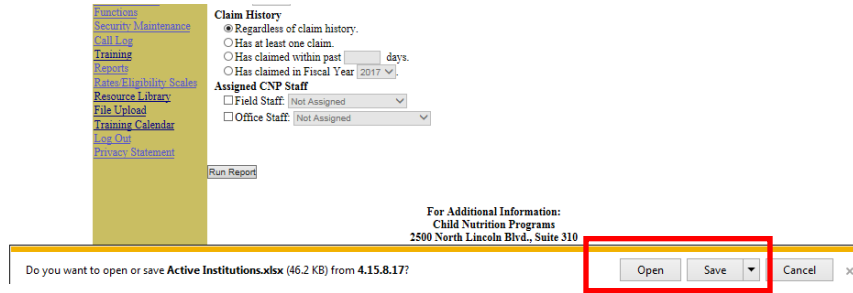 Functions
Security Maintenance
Call Log
Training
Reports
Rates/Eligibility Scales
Resource Library
File Upload
Training Calendar
Log Out
Privacy Statement
Claim History
Regardless of claim history.
Has at least one claim.
Has claimed within past days.
Has claimed in Fiscal Year 2017.
Assigned CNP Staff
Field Staff: Not Assigned
Office Staff: Not Assigned
Run Report
For Additional Information:
Child Nutrition Programs
2500 North Lincoln Blvd., Suite 310
Do you want to open or save Active Institutions.xlsx (46.2 KB) from 4.15.8.17?
Open Save Cancel ×